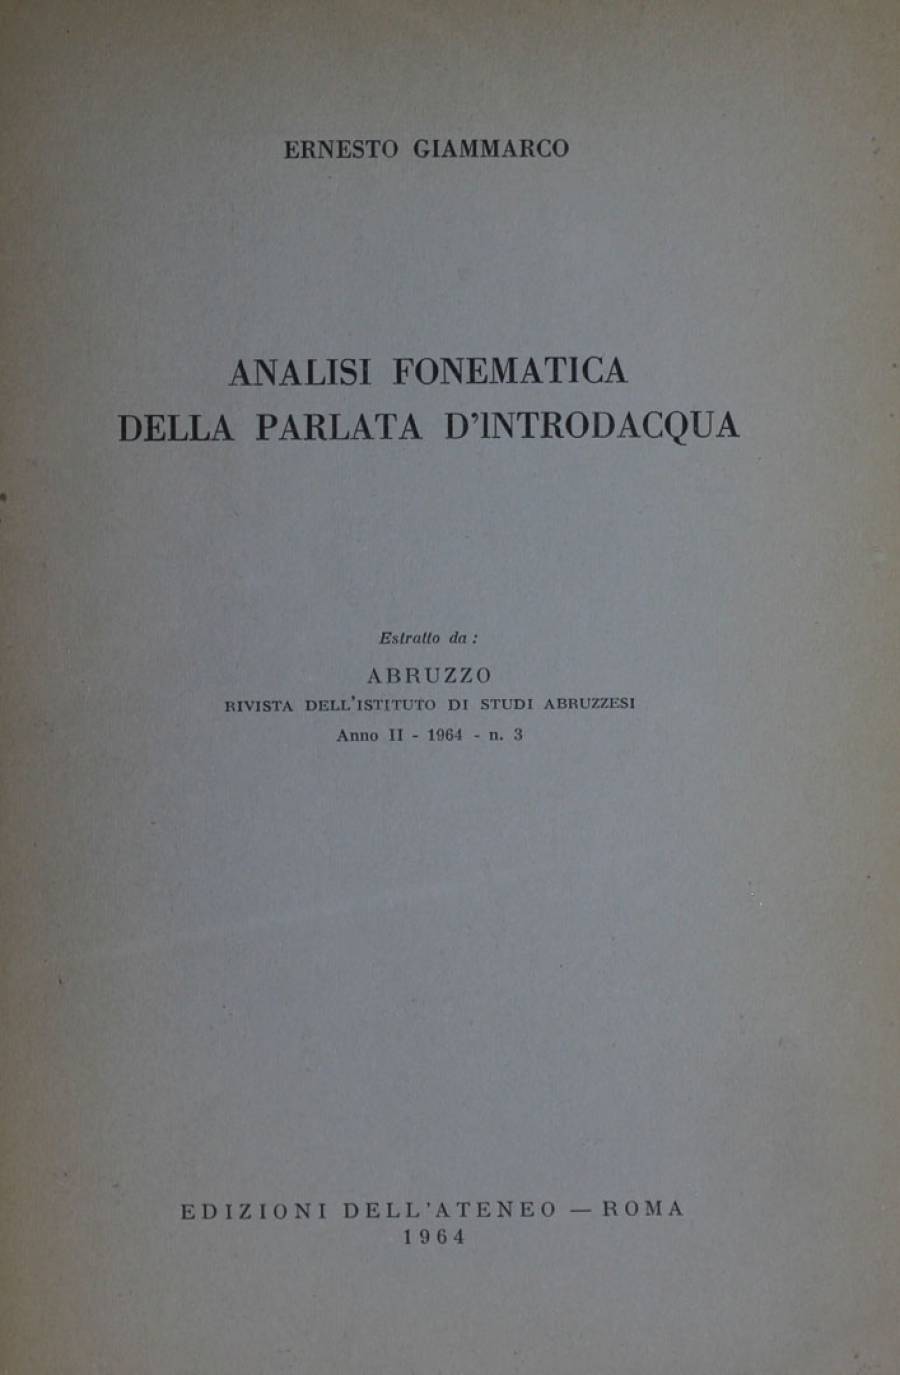 ERNESTO GIAMMARCO
ANALISI FONEMATICA
DELLA PARLATA D'INTRODACQUA
Estratto da :
ABRUZZO
RIVISTA DELL'ISTITUTO DI STUDI ABRUZZESI
Anno II - 1964 - n. 3
EDIZIONI DELL'ATENEO — ROMA
1964